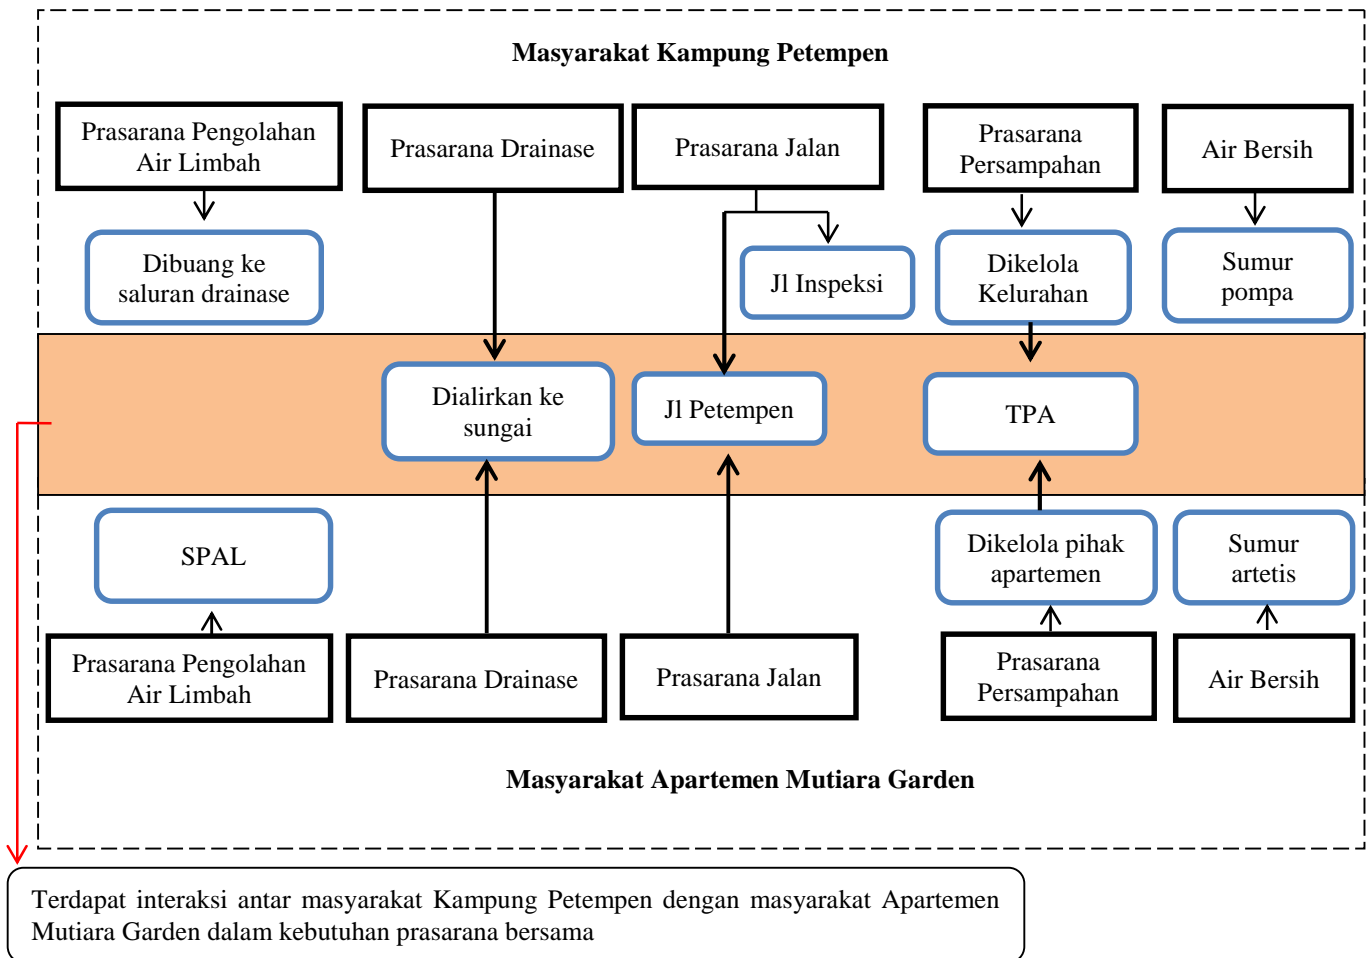 Masyarakat Kampung Petempen
Prasarana Pengolahan
Air Limbah
Prasarana Drainase
Prasarana Jalan
Prasarana
Persampahan
Air Bersih
Dibuang ke
saluran drainase
Jl Inspeksi
Dikelola
Kelurahan
Sumur
pompa
Dialirkan ke
sungai
Jl Petempen
TPA
SPAL
Dikelola pihak
apartemen
Sumur
artetis
Prasarana Pengolahan
Air Limbah
Prasarana Drainase
Prasarana Jalan
Prasarana
Persampahan
Air Bersih
Masyarakat Apartemen Mutiara Garden
Terdapat interaksi antar masyarakat Kampung Petempen dengan masyarakat Apartemen
Mutiara Garden dalam kebutuhan prasarana bersama